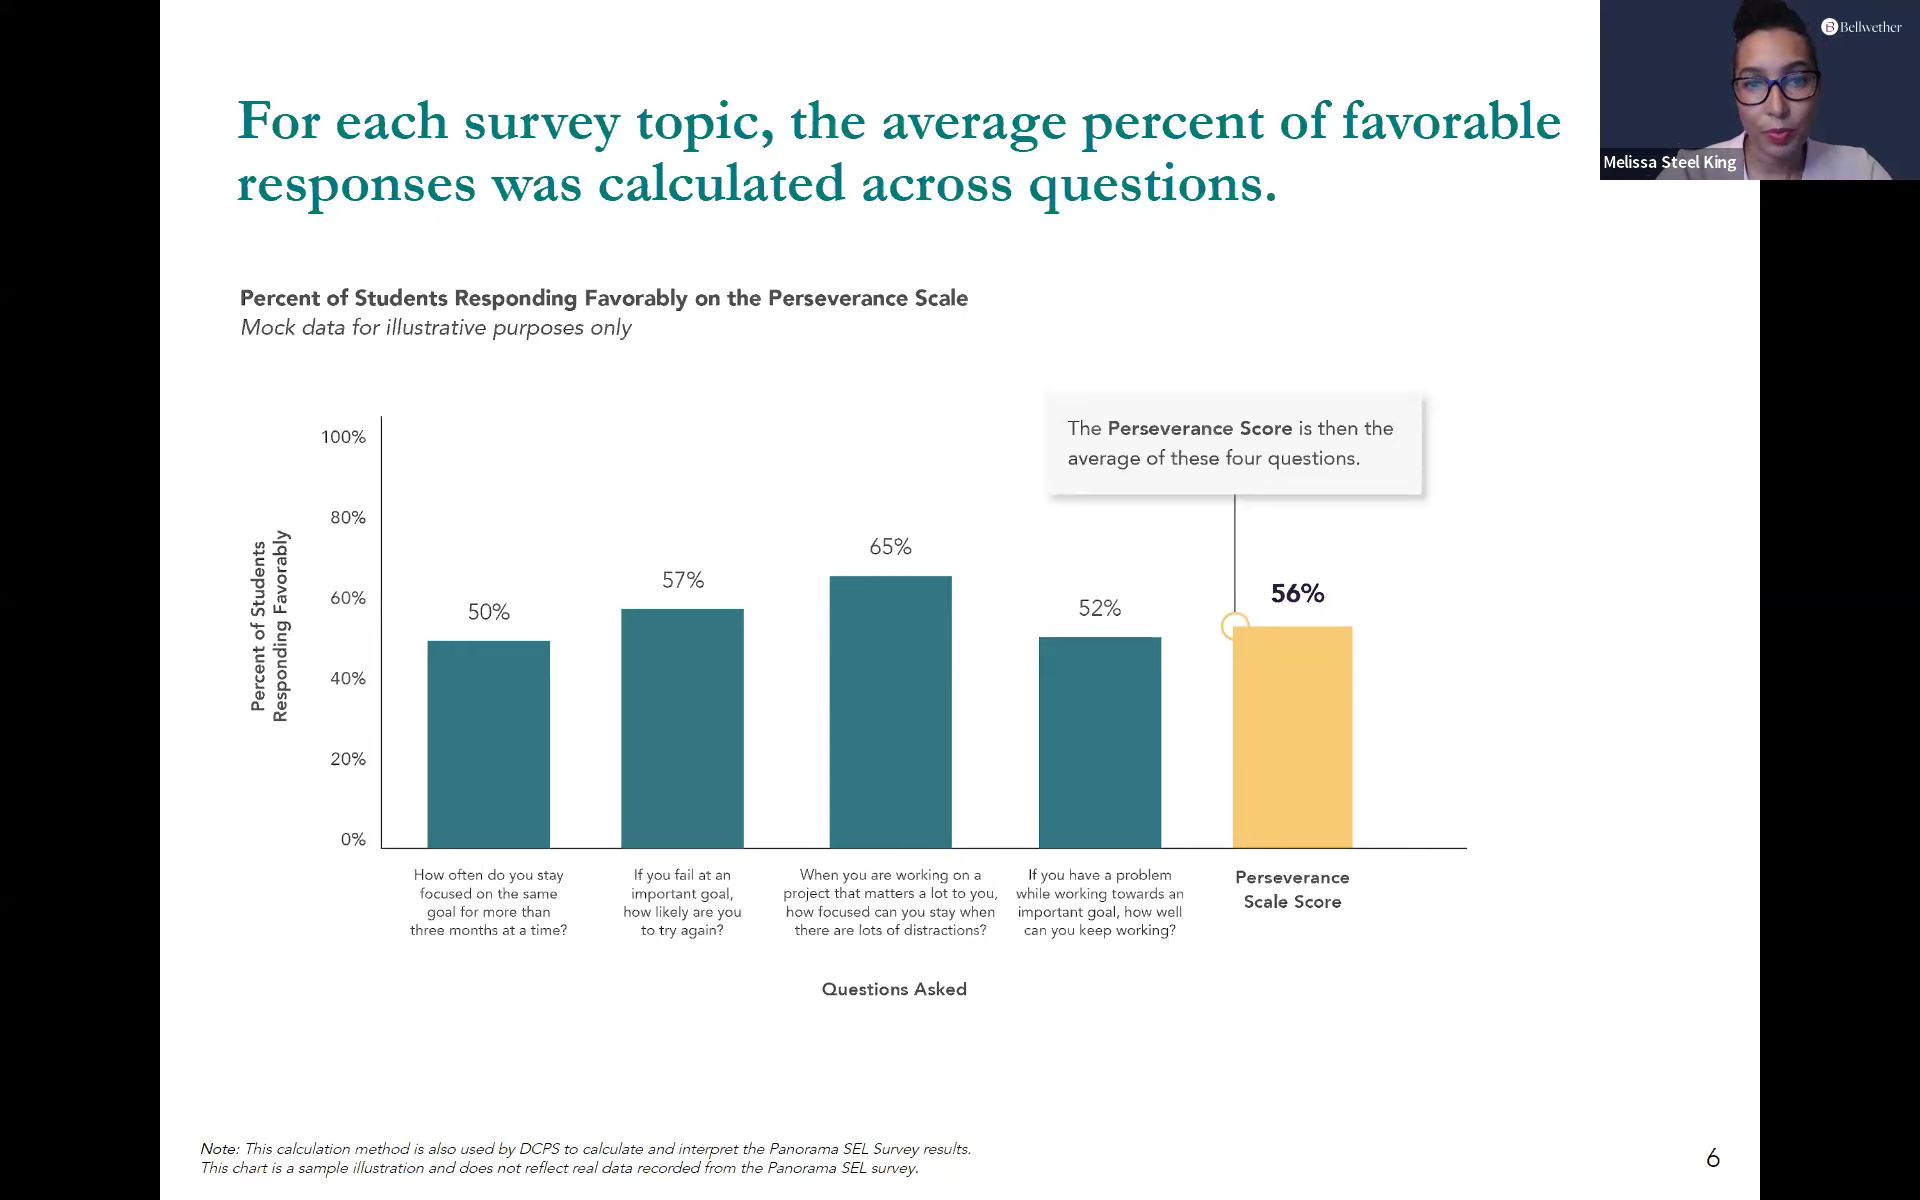 Bellwether
Melissa Steel King
For each survey topic, the average percent of favorable
responses was calculated across questions.
Percent of Students Responding Favorably on the Perseverance Scale
Mock data for illustrative purposes only
The Perseverance Score is then the
average of these four questions.
Percent of Students
Responding Favorably
100%
80%
60%
40%
20%
0%
50%
57%
65%
52%
56%
How often do you stay
focused on the same
goal for more than
three months at a time?
If you fail at an
important goal,
how likely are you
to try again?
When you are working on a
project that matters a lot to you,
how focused can you stay when
there are lots of distractions?
If you have a problem
while working towards an
important goal, how well
can you keep working?
Perseverance
Scale Score
Questions Asked
Note: This calculation method is also used by DCPS to calculate and interpret the Panorama SEL Survey results.
This chart is a sample illustration and does not reflect real data recorded from the Panorama SEL survey.
6